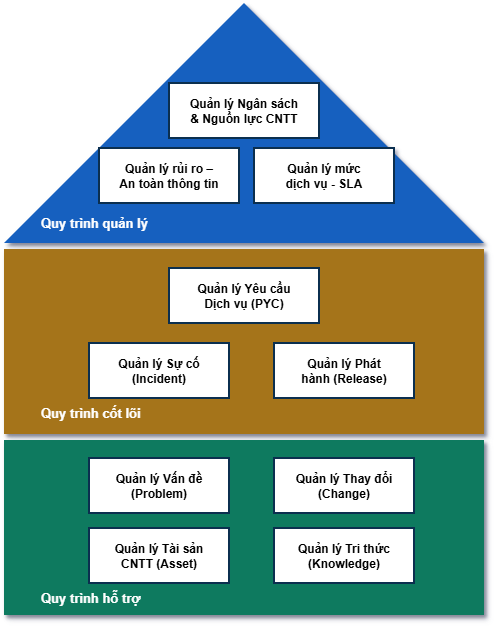 Quản lý Ngân sách
& Nguồn lực CNTT
Quản lý rủi ro –
An toàn thông tin
Quản lý mức
dịch vụ - SLA
Quy trình quản lý
Quản lý Yêu cầu
Dịch vụ (PYC)
Quản lý Sự cố
(Incident)
Quản lý Phát
hành (Release)
Quy trình cốt lõi
Quản lý Vấn đề
(Problem)
Quản lý Thay đổi
(Change)
Quản lý Tài sản
CNTT (Asset)
Quản lý Tri thức
(Knowledge)
Quy trình hỗ trợ